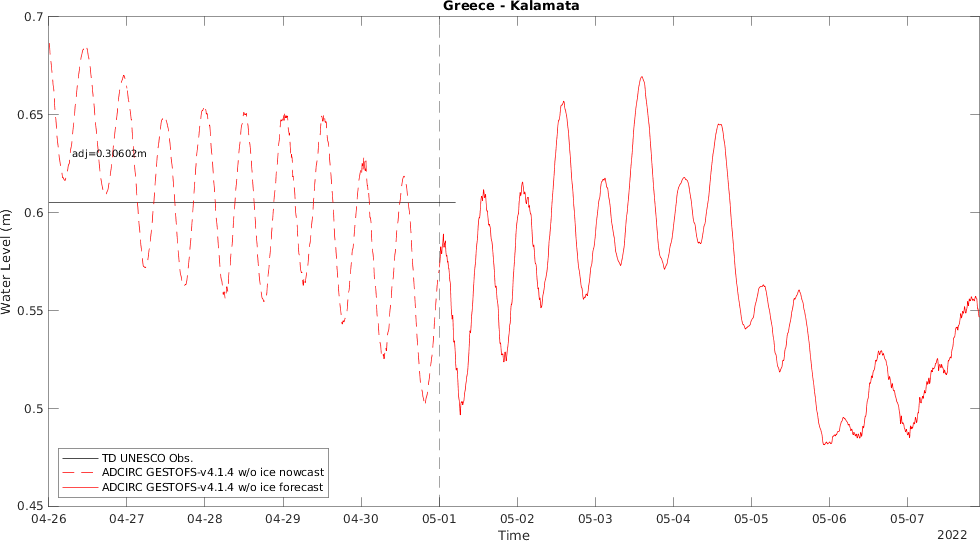 Greece - Kalamata
0.7
0.65
0.6
0.55
0.5
0.45
Water Level (m)
adj=0.30602m
TD UNESCO Obs.
ADCIRC GESTOFS-v4.1.4 w/o ice nowcast
ADCIRC GESTOFS-v4.1.4 w/o ice forecast
04-26 04-27 04-28 04-29 04-30 05-01 05-02 05-03 05-04 05-05 05-06 05-07
Time
2022